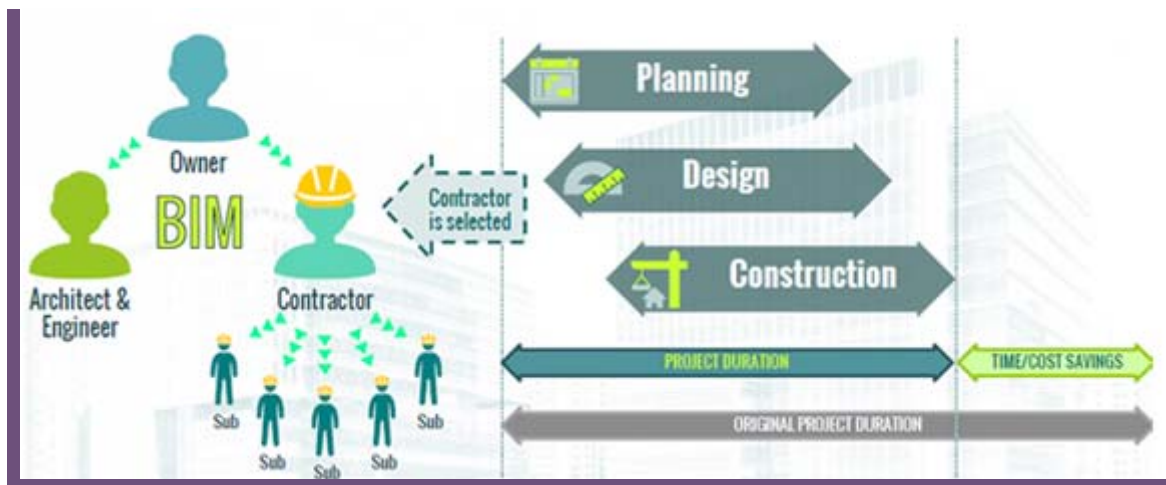 Owner
BIM
Architect &
Engineer
Contractor
Sub
Sub
Sub
Sub
Sub
Contractor
is selected
Planning
Design
Construction
PROJECT DURATION
TIME/COST SAVINGS
ORIGINAL PROJECT DURATION